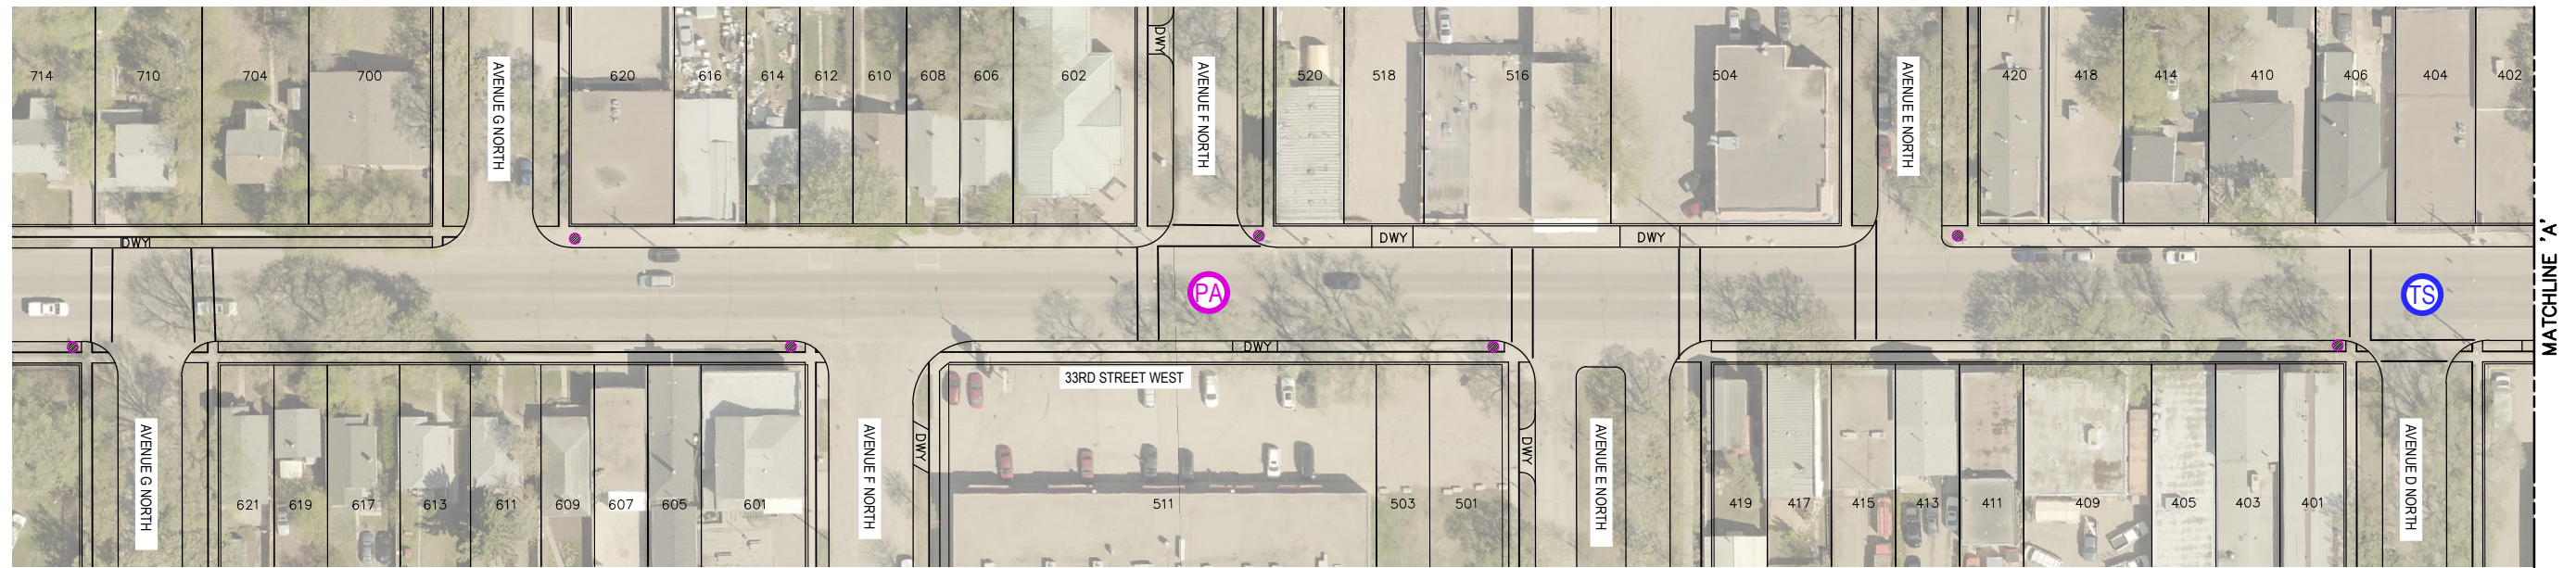 714
710
704
700
AVENUE G NORTH
620
616
614
612
610
608
606
602
DWY
AVENUE F NORTH
520
518
516
504
AVENUE E NORTH
420
418
414
410
406
404
402
DWY
DWY
DWY
MATCHLINE 'A'
PA
TS
DWY
33RD STREET WEST
AVENUE G NORTH
621
619
617
613
611
609
607
605
601
AVENUE F NORTH
DWY
511
503
501
DWY
AVENUE E NORTH
419
417
415
413
411
409
405
403
401
AVENUE D NORTH